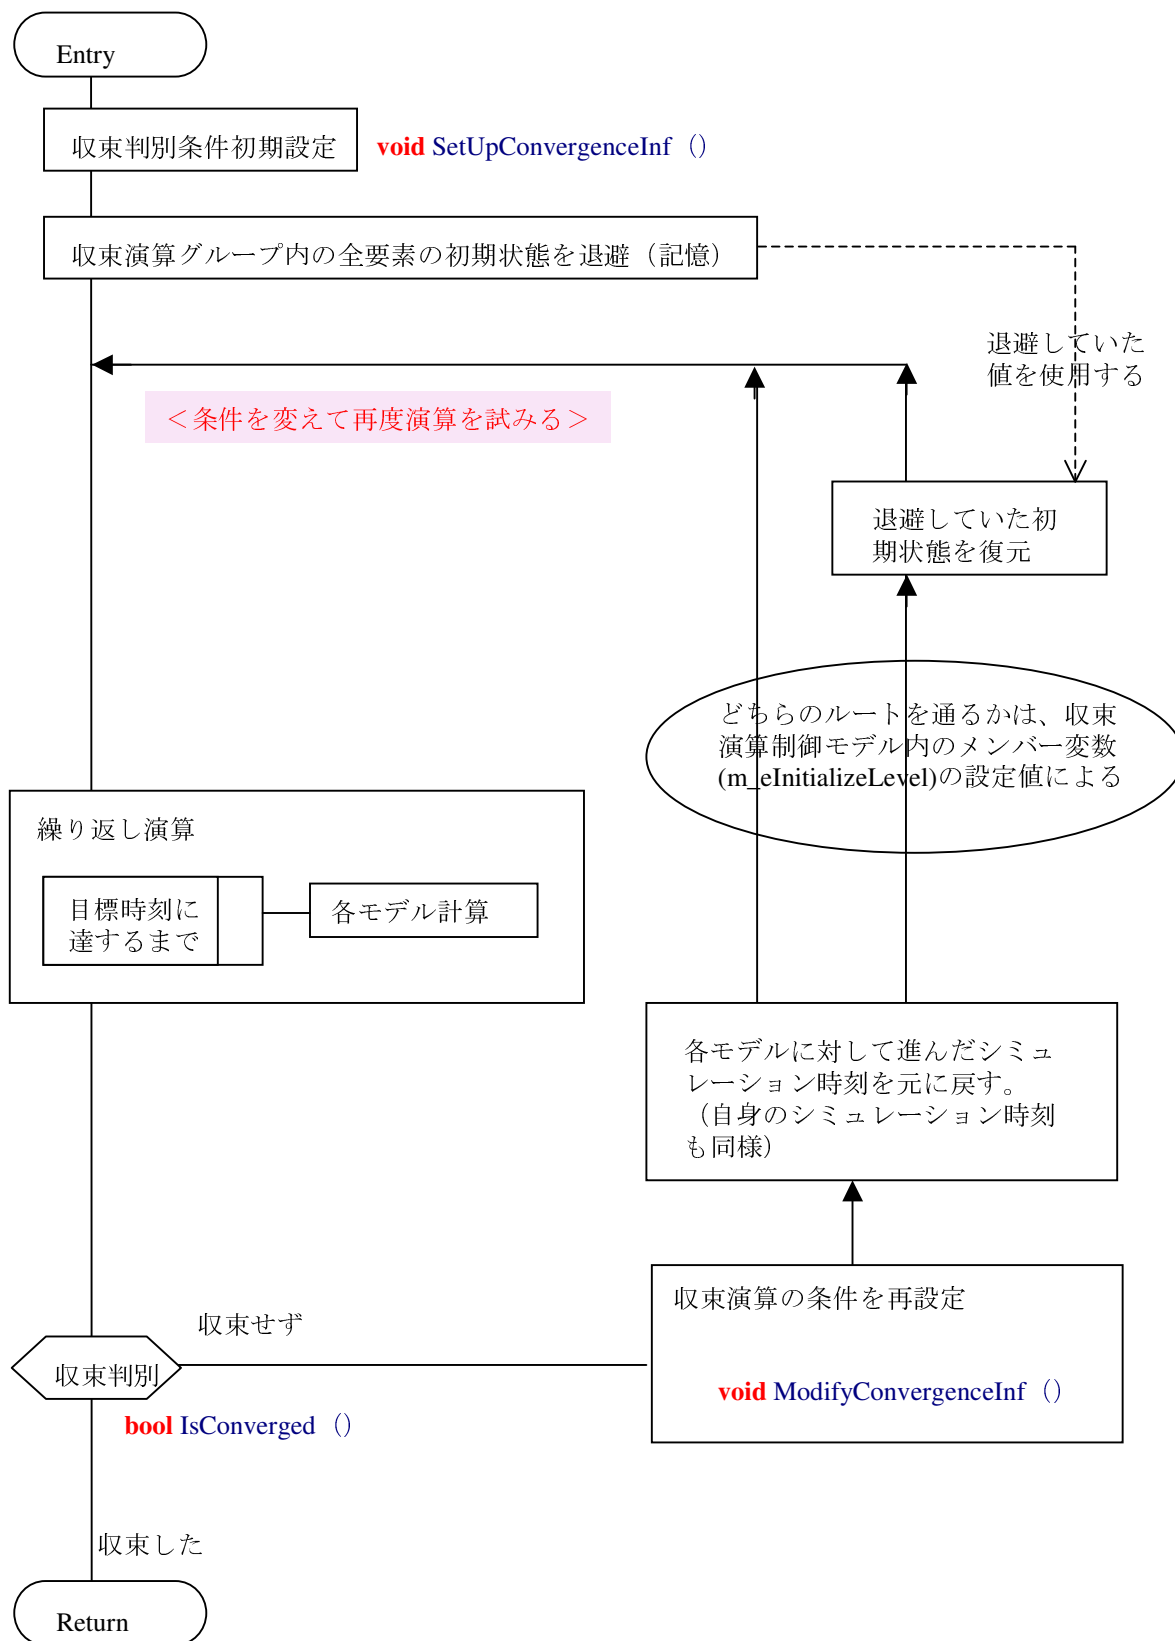 Entry
収束判別条件初期設定
void SetUpConvergenceInf（）
収束演算グループ内の全要素の初期状態を退避（記憶）
退避していた
値を使用する
＜条件を変えて再度演算を試みる＞
退避していた初
期状態を復元
どちらのルートを通るかは、収束
演算制御モデル内のメンバー変数
(m_eInitializeLevel)の設定値による
繰り返し演算
目標時刻に
達するまで
各モデル計算
各モデルに対して進んだシミュ
レーション時刻を元に戻す。
（自身のシミュレーション時刻
も同様）
収束演算の条件を再設定
void ModifyConvergenceInf（）
収束せず
収束判別
bool IsConverged（）
収束した
Return